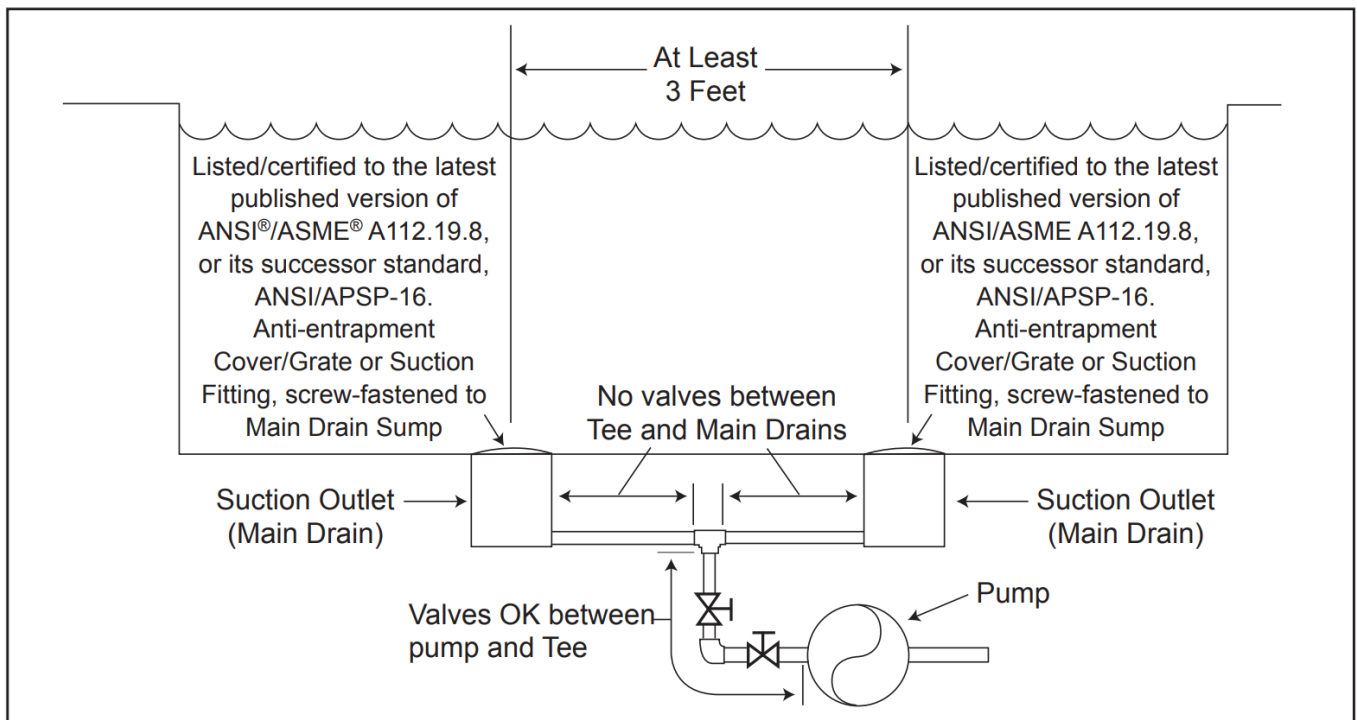 At Least
3 Feet
Listed/certified to the latest
published version of
ANSI®/ASME® A112.19.8,
or its successor standard,
ANSI/APSP-16.
Anti-entrapment
Cover/Grate or Suction
Fitting, screw-fastened to
Main Drain Sump
Listed/certified to the latest
published version of
ANSI/ASME A112.19.8,
or its successor standard,
ANSI/APSP-16.
Anti-entrapment
Cover/Grate or Suction
Fitting, screw-fastened to
Main Drain Sump
No valves between
Tee and Main Drains
Suction Outlet
(Main Drain)
Suction Outlet
(Main Drain)
Valves OK between
pump and Tee
Pump